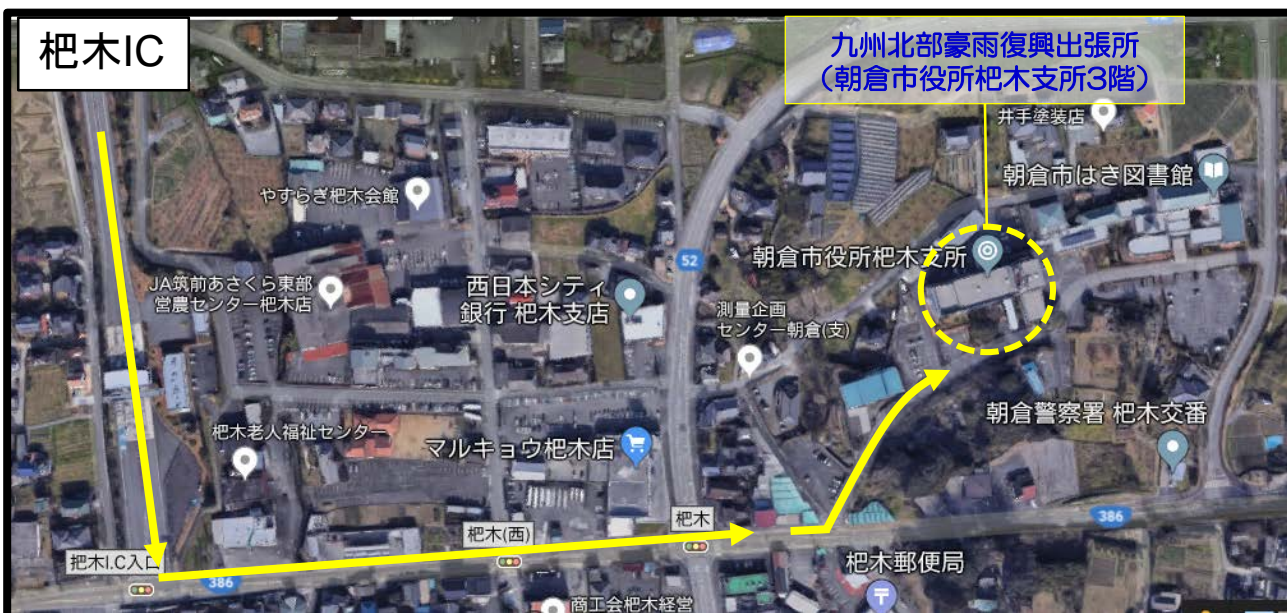 杷木IC
九州北部豪雨復興出張所
（朝倉市役所杷木支所3階）
井手塗装店
やすらぎ杷木会館
朝倉市はき図書館
52
朝倉市役所杷木支所
JA筑前あさくら東部
営農センター杷木店
西日本シティ
銀行 杷木支店
測量企画
センター朝倉(支)
杷木老人福祉センター
マルキョウ杷木店
朝倉警察署 杷木交番
杷木
386
杷木(西)
杷木I.C入口
386
杷木郵便局
商工会杷木経営